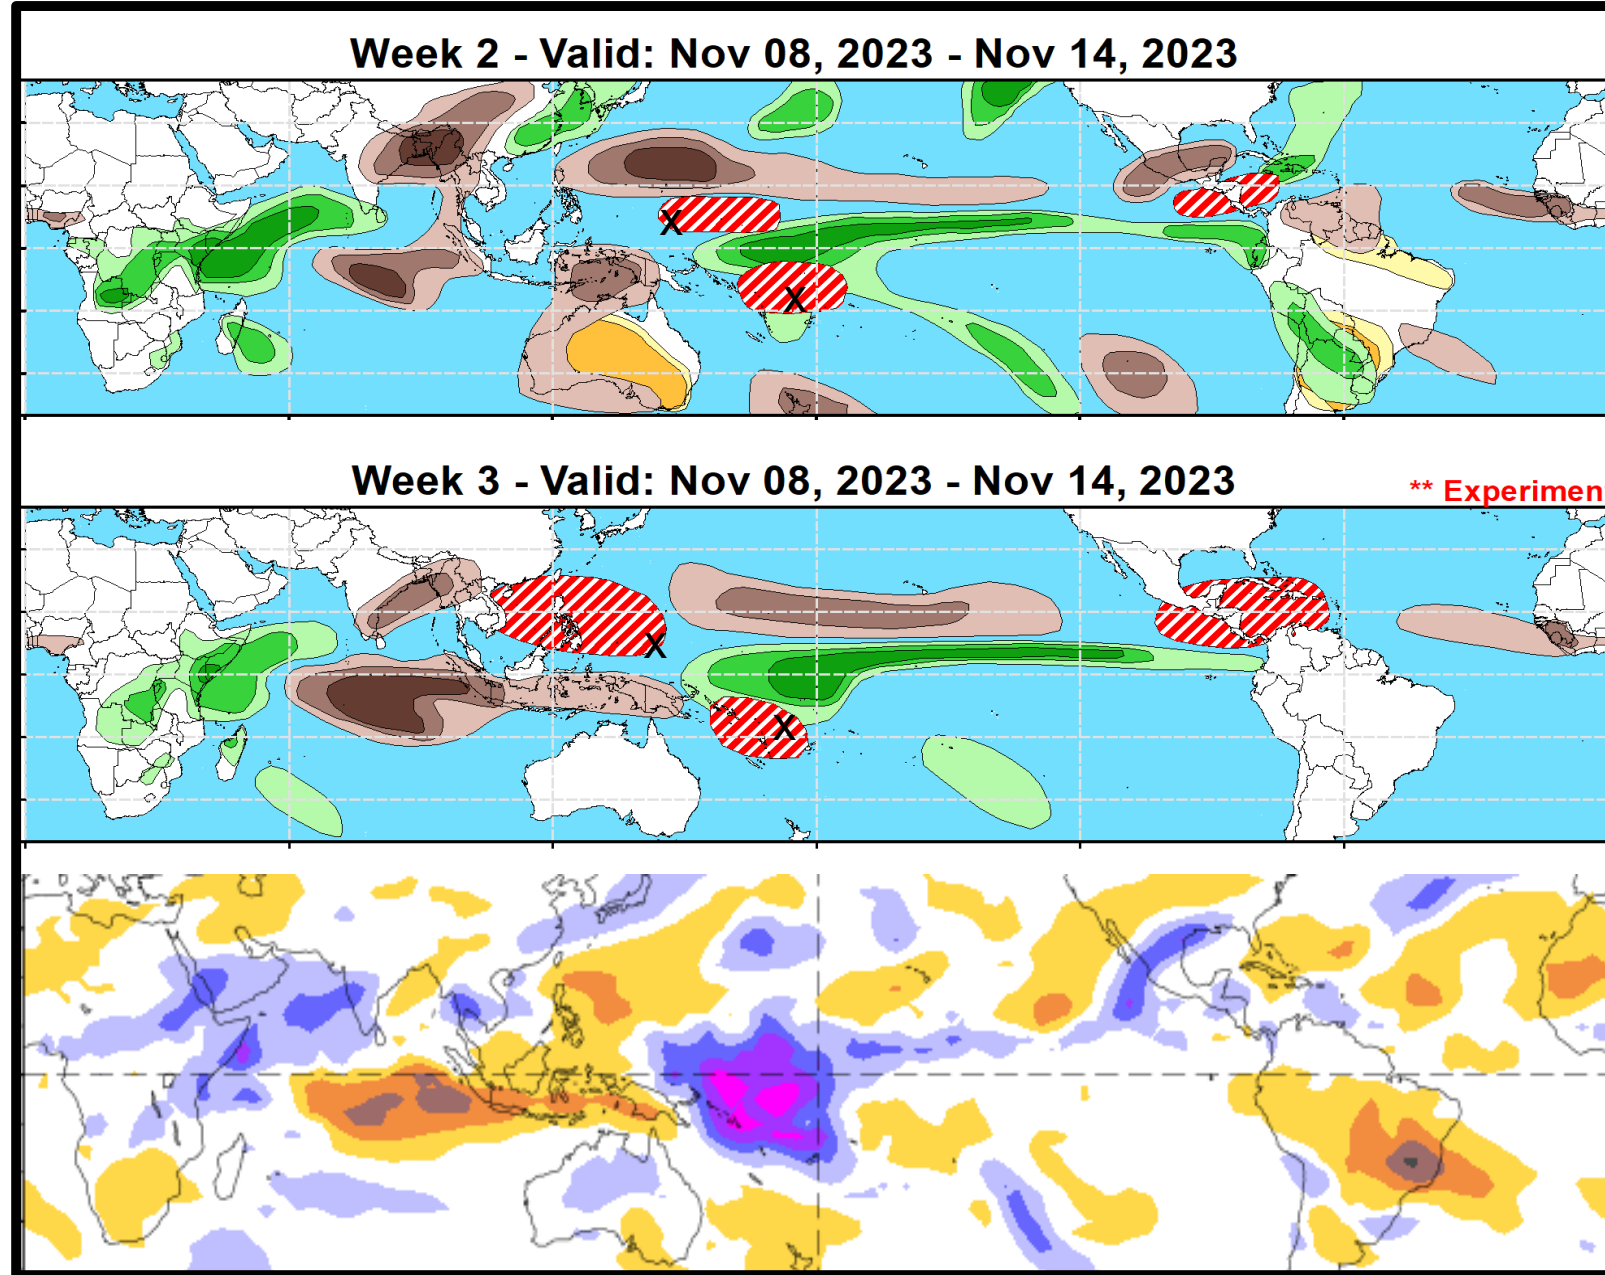 Week 2 - Valid: Nov 08, 2023 - Nov 14, 2023
X
X
Week 3 - Valid: Nov 08, 2023 - Nov 14, 2023
** Experimen
X
X